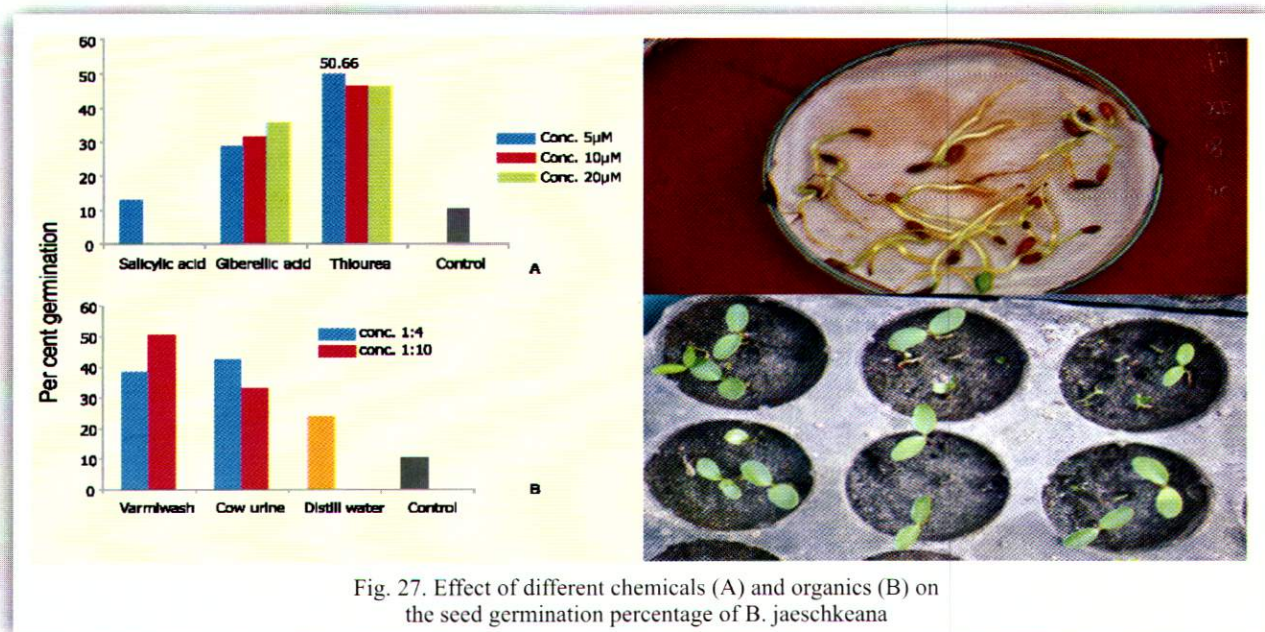 Per cent germination
60
50
40
30
20
10
0
50.66
Conc. 5µM
Conc. 10µM
Conc. 20µM
Salicylic acid Giberellic acid Thiourea Control
A
60
50
40
30
20
10
0
conc. 1:4
conc. 1:10
Varmiwash Cow urine Distill water Control
B
Fig. 27. Effect of different chemicals (A) and organics (B) on
the seed germination percentage of B. jaeschkeana